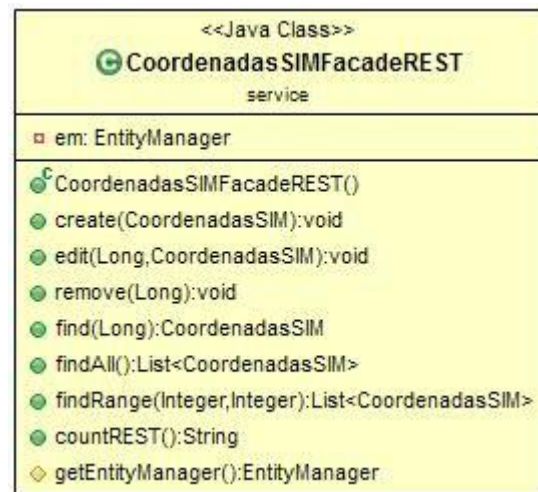 <<Java Class>>
C CoordenadasSIMFacadeREST
service
em: EntityManager
C CoordenadasSIMFacadeREST()
create(CoordenadasSIM):void
edit(Long,CoordenadasSIM):void
remove(Long):void
find(Long):CoordenadasSIM
findAll():List<CoordenadasSIM>
findRange(Integer,Integer):List<CoordenadasSIM>
countREST():String
getEntityManager():EntityManager